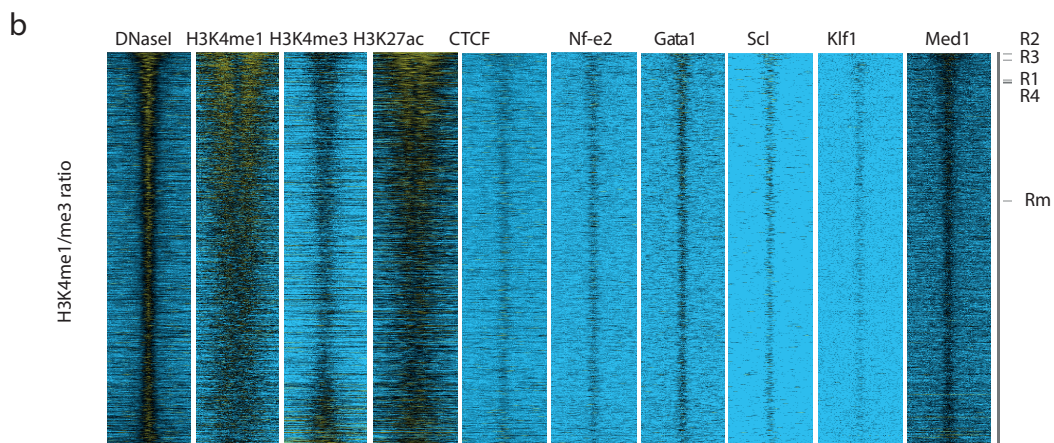 b
DNaseI H3K4me1 H3K4me3 H3K27ac CTCF Nf-e2 Gata1 Scl Klf1 Med1 R2
R3
R1
R4
Rm
H3K4me1/me3 ratio